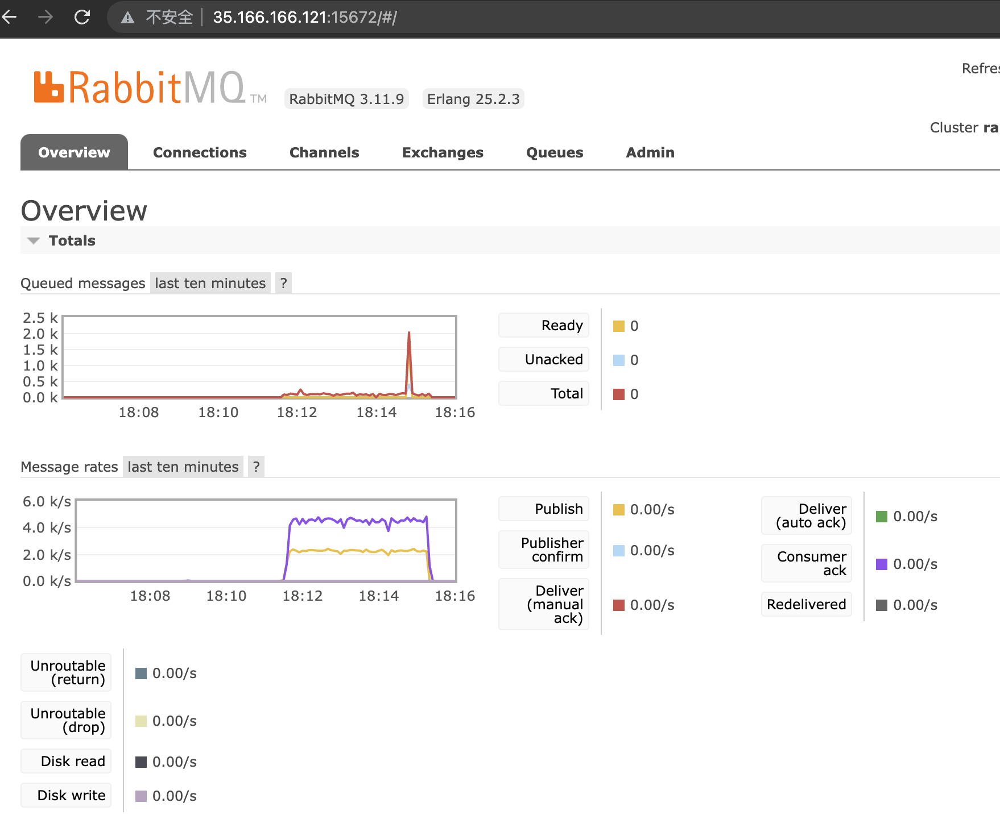 不安全 35.166.166.121:15672/#/
Refres
RabbitMQ TM RabbitMQ 3.11.9 Erlang 25.2.3
Cluster ra
Overview Connections Channels Exchanges Queues Admin
Overview
Totals
Queued messages last ten minutes ?
2.5 k
2.0 k
1.5 k
1.0 k
0.5 k
0.0 k
18:08 18:10 18:12 18:14 18:16
Ready 0
Unacked 0
Total 0
Message rates last ten minutes ?
6.0 k/s
4.0 k/s
2.0 k/s
0.0 k/s
18:08 18:10 18:12 18:14 18:16
Publish 0.00/s
Publisher
confirm 0.00/s
Deliver
(manual
ack) 0.00/s
Deliver
(auto ack) 0.00/s
Consumer
ack 0.00/s
Redelivered 0.00/s
Unroutable
(return) 0.00/s
Unroutable
(drop) 0.00/s
Disk read 0.00/s
Disk write 0.00/s